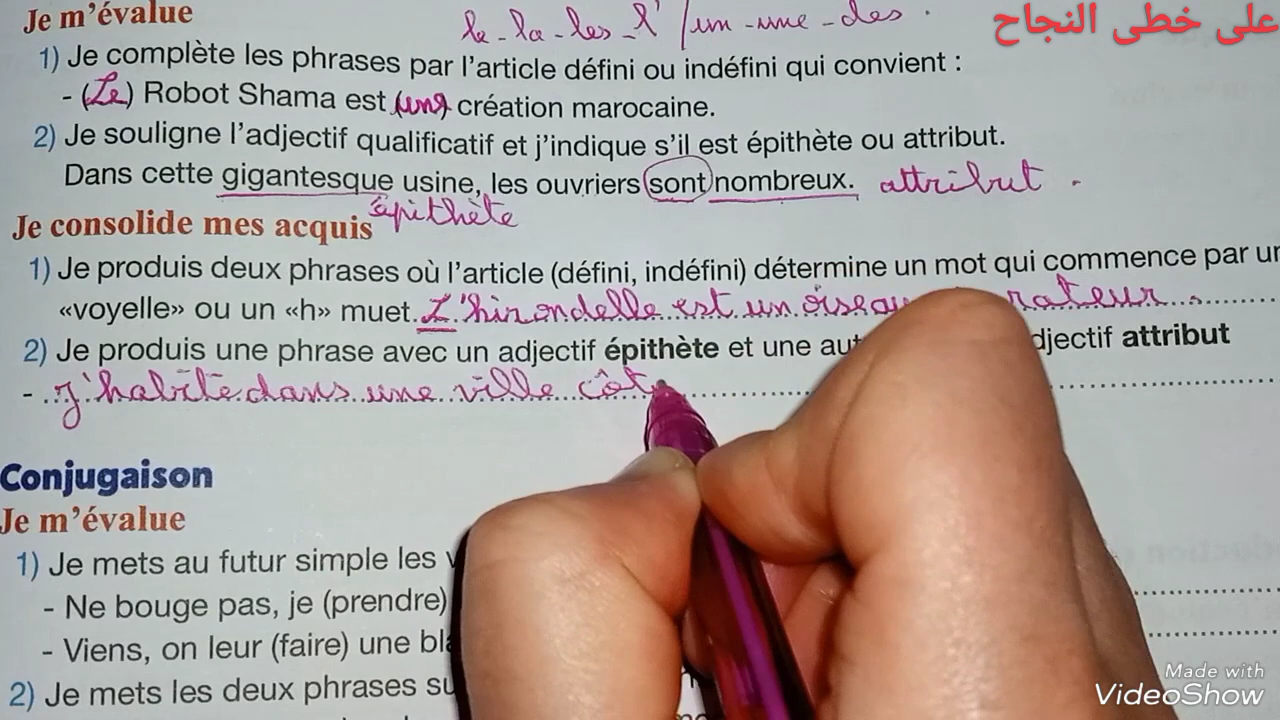 Je m'évalue
le - la - les - l' / un - une - des .
على خطى النجاح
1) Je complète les phrases par l'article défini ou indéfini qui convient :
- (Le) Robot Shama est (une) création marocaine.
2) Je souligne l'adjectif qualificatif et j'indique s'il est épithète ou attribut.
Dans cette gigantesque usine, les ouvriers sont nombreux. attribut .
épithète
Je consolide mes acquis
1) Je produis deux phrases où l'article (défini, indéfini) détermine un mot qui commence par un
«voyelle» ou un «h» muet. L'hirondelle est un oiseau rateur .
2) Je produis une phrase avec un adjectif épithète et une au djectif attribut
- J'habite dans une ville côt
Conjugaison
Je m'évalue
1) Je mets au futur simple les v
- Ne bouge pas, je (prendre)
- Viens, on leur (faire) une bla
2) Je mets les deux phrases su
Made with
VideoShow